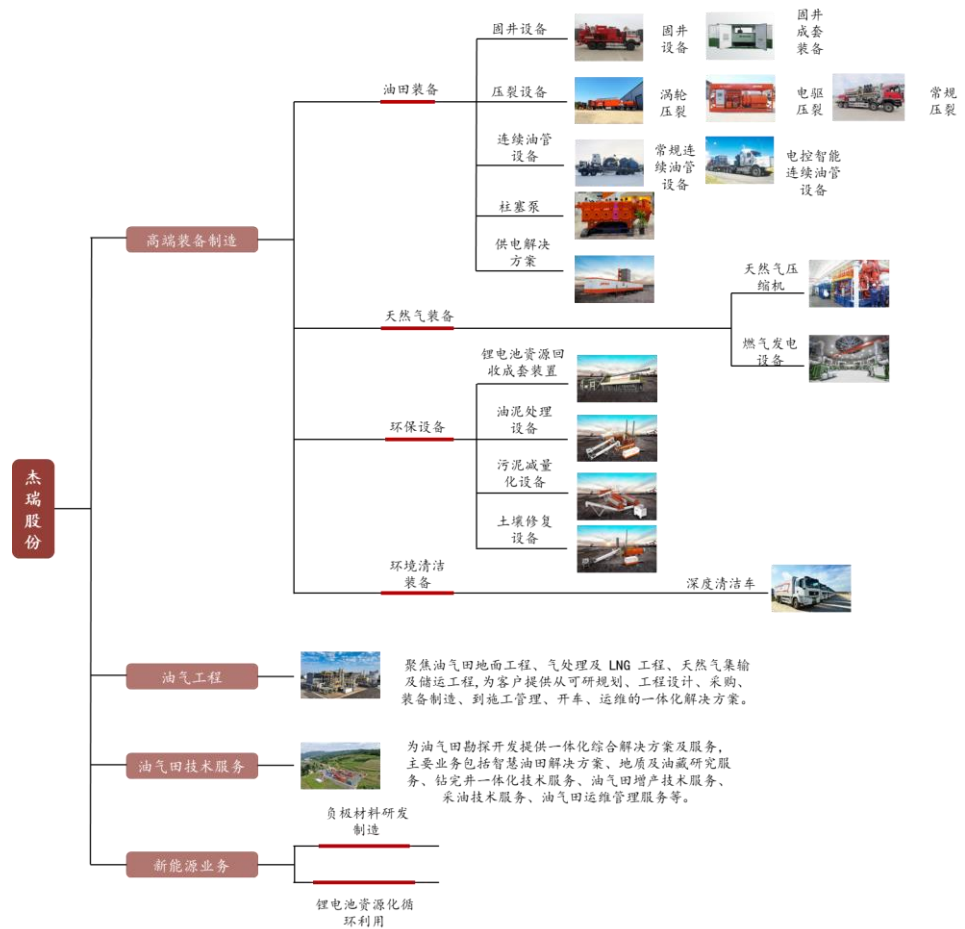 杰瑞股份
高端装备制造
油田装备
固井设备
固井
设备
固井
成套
装备
压裂设备
涡轮
压裂
电驱
压裂
常规
压裂
连续油管
设备
常规连
续油管
设备
电控智能
连续油管
设备
柱塞泵
供电解决
方案
天然气装备
天然气压
缩机
燃气发电
设备
环保设备
锂电池资源回
收成套装置
油泥处理
设备
污泥减量
化设备
土壤修复
设备
环境清洁
装备
深度清洁车
油气工程
聚焦油气田地面工程、气处理及 LNG 工程、天然气集输
及储运工程,为客户提供从可研规划、工程设计、采购、
装备制造、到施工管理、开车、运维的一体化解决方案。
油气田技术服务
为油气田勘探开发提供一体化综合解决方案及服务,
主要业务包括智慧油田解决方案、地质及油藏研究服
务、钻完井一体化技术服务、油气田增产技术服务、
采油技术服务、油气田运维管理服务等。
新能源业务
负极材料研发
制造
锂电池资源化循
环利用